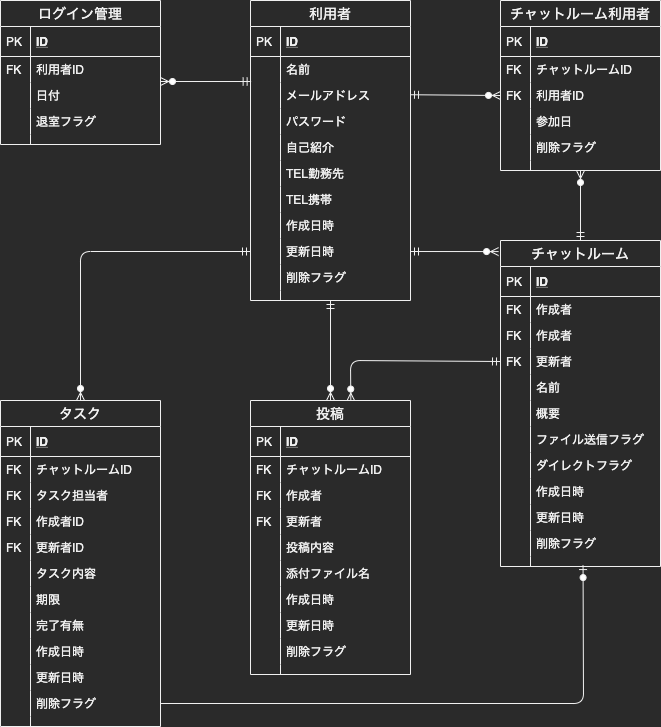 ログイン管理
PK ID
FK 利用者ID
日付
退室フラグ
利用者
PK ID
名前
メールアドレス
パスワード
自己紹介
TEL勤務先
TEL携帯
作成日時
更新日時
削除フラグ
チャットルーム利用者
PK ID
FK チャットルームID
FK 利用者ID
参加日
削除フラグ
チャットルーム
PK ID
FK 作成者
FK 作成者
FK 更新者
名前
概要
ファイル送信フラグ
ダイレクトフラグ
作成日時
更新日時
削除フラグ
タスク
PK ID
FK チャットルームID
FK タスク担当者
FK 作成者ID
FK 更新者ID
タスク内容
期限
完了有無
作成日時
更新日時
削除フラグ
投稿
PK ID
FK チャットルームID
FK 作成者
FK 更新者
投稿内容
添付ファイル名
作成日時
更新日時
削除フラグ